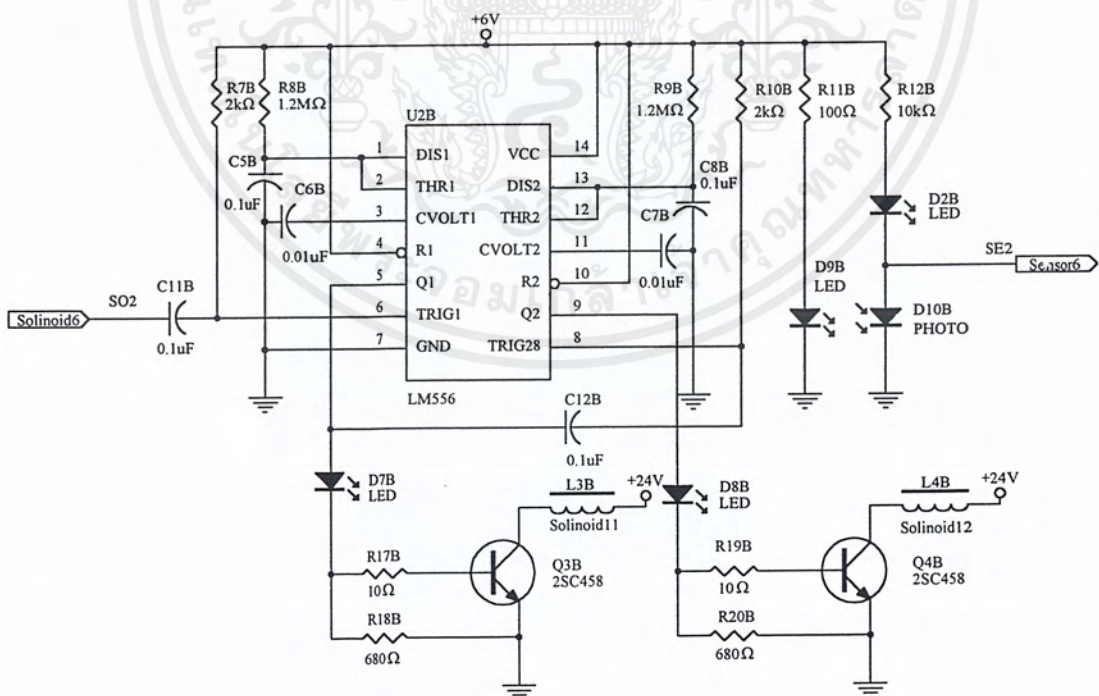 +6V
R7B
2kΩ
R8B
1.2MΩ
U2B
R9B
1.2MΩ
R10B
2kΩ
R11B
100Ω
R12B
10kΩ
C5B
0.1uF
C6B
0.01uF
1
DIS1
2
THR1
3
CVOLT1
4
R1
5
Q1
6
TRIG1
7
GND
VCC
14
DIS2
13
THR2
12
CVOLT2
11
R2
10
Q2
9
TRIG28
8
LM556
C8B
0.1uF
C7B
0.01uF
D2B
LED
D9B
LED
SE2
Sensor6
D10B
PHOTO
Solinoid6
SO2
C11B
0.1uF
C12B
0.1uF
D7B
LED
L3B
+24V
Solinoid11
D8B
LED
L4B
+24V
Solinoid12
R17B
10Ω
Q3B
2SC458
R18B
680Ω
R19B
10Ω
Q4B
2SC458
R20B
680Ω